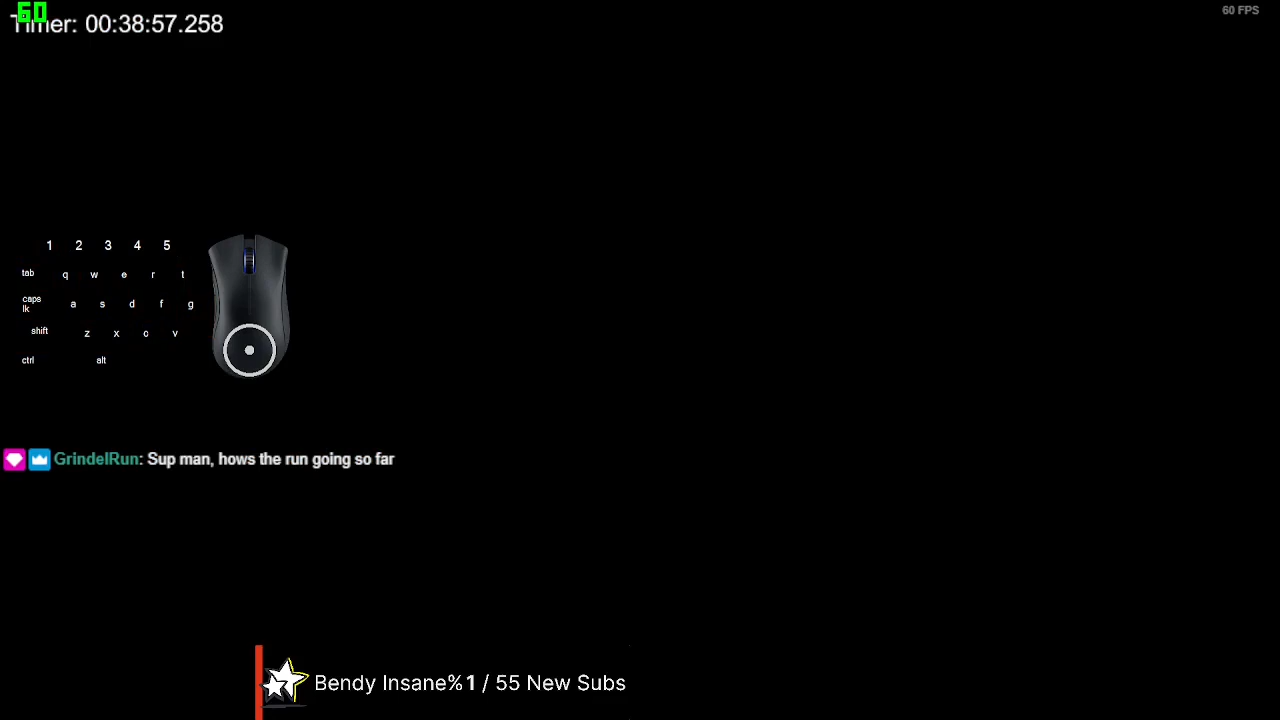 60
Timer: 00:38:57.258
60 FPS
1 2 3 4 5
tab q w e r t
caps lk a s d f g
shift z x c v
ctrl alt
GrindelRun: Sup man, hows the run going so far
Bendy Insane%1 / 55 New Subs